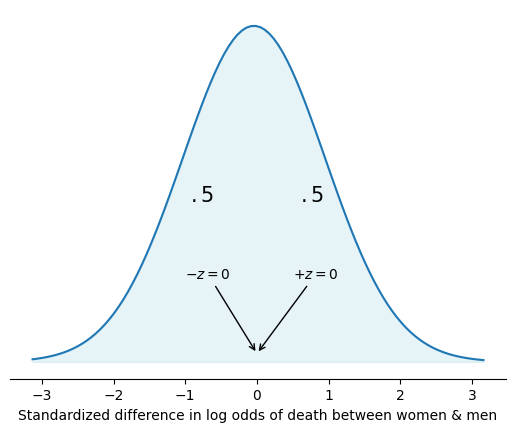 .5 .5
−z = 0 +z = 0
−3 −2 −1 0 1 2 3
Standardized difference in log odds of death between women & men